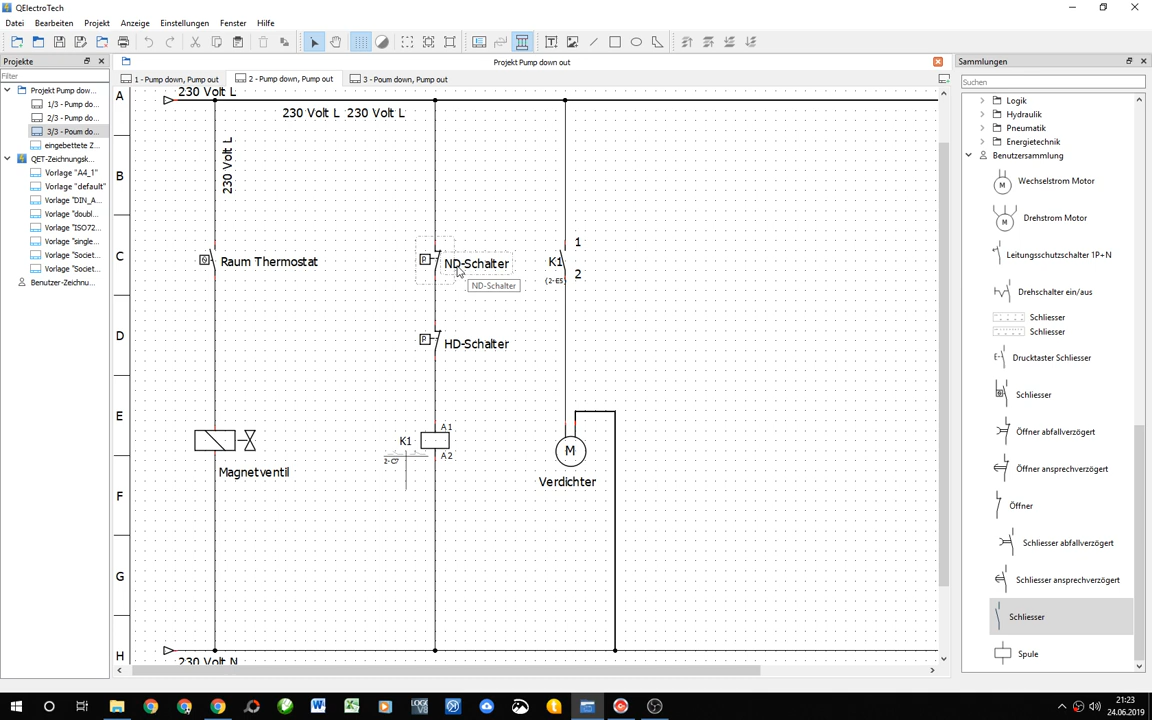 QElectroTech
Datei Bearbeiten Projekt Anzeige Einstellungen Fenster Hilfe
Projekte
Projekt Pump down out
Sammlungen
Filter
1 - Pump down, Pump out
2 - Pump down, Pump out
3 - Poum down, Pump out
Suchen
Projekt Pump dow...
1/3 - Pump do...
2/3 - Pump do...
3/3 - Poum do...
eingebettete Z...
QET-Zeichnungsk...
Vorlage "A4_1"
Vorlage "default"
Vorlage "DIN_A...
Vorlage "doubl...
Vorlage "ISO72...
Vorlage "single...
Vorlage "Societ...
Vorlage "Societ...
Benutzer-Zeichnu...
A
B
C
D
E
F
G
H
230 Volt L
230 Volt L 230 Volt L
230 Volt L
Raum Thermostat
P
ND-Schalter
ND-Schalter
K1
1
2
(2-E5)
P
HD-Schalter
K1
A1
A2
2-C7
M
Magnetventil
Verdichter
230 Volt N
Logik
Hydraulik
Pneumatik
Energietechnik
Benutzersammlung
M
Wechselstrom Motor
M
Drehstrom Motor
Leitungsschutzschalter 1P+N
Drehschalter ein/aus
Schliesser
Schliesser
Drucktaster Schliesser
Schliesser
Öffner abfallverzögert
Öffner ansprechverzögert
Öffner
Schliesser abfallverzögert
Schliesser ansprechverzögert
Schliesser
Spule
21:23
24.06.2019